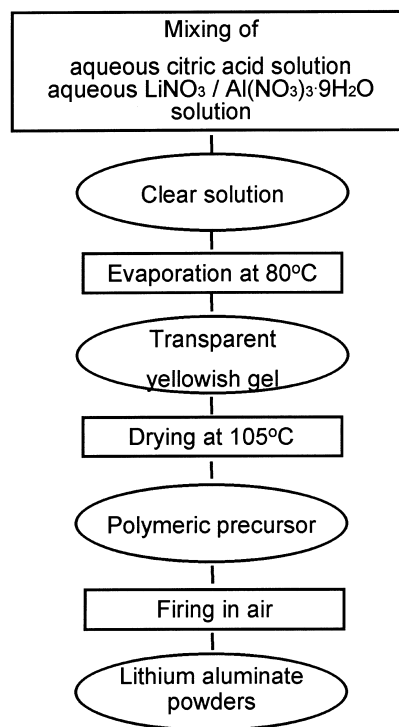 Mixing of
aqueous citric acid solution
aqueous LiNO₃ / Al(NO₃)₃·9H₂O
solution
Clear solution
Evaporation at 80°C
Transparent
yellowish gel
Drying at 105°C
Polymeric precursor
Firing in air
Lithium aluminate
powders